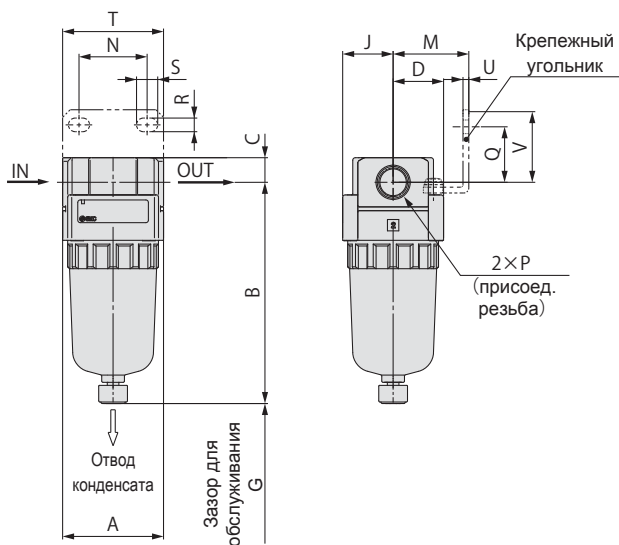 T
N
S
R
C
IN
OUT
B
Отвод
конденсата
A
Зазор для
обслуживания
G
J
M
D
U
Крепежный
угольник
Q
V
2×P
(присоед.
резьба)